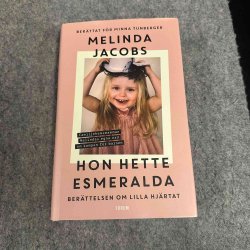 BERÄTTAT FÖR MINNA TUNBERGER
MELINDA
JACOBS
HON HETTE
ESMERALDA
BERÄTTELSEN OM LILLA HJÄRTAT